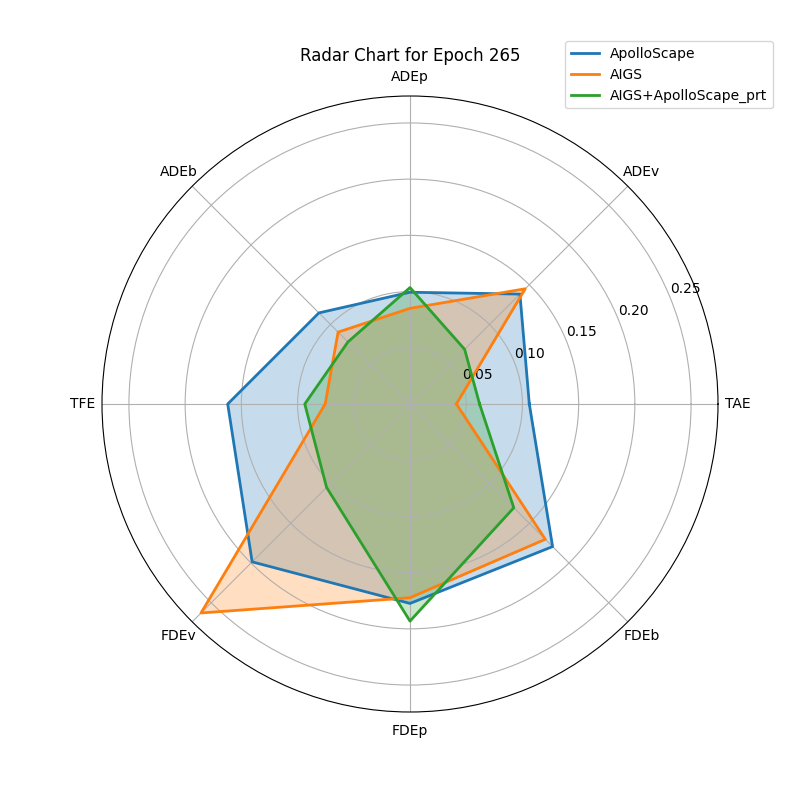 Radar Chart for Epoch 265
ApolloScape
AIGS
AIGS+ApolloScape_prt
ADEp
ADEb
ADEv
0.25
0.20
0.15
0.10
0.05
TFE
TAE
FDEv
FDEb
FDEp